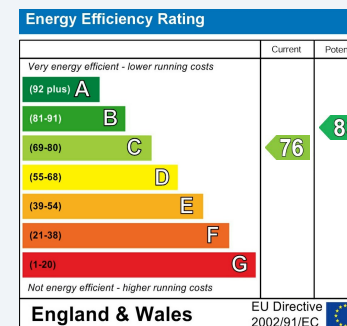 Energy Efficiency Rating
Current
Very energy efficient - lower running costs
(92 plus) A
(81-91) B
(69-80) C 76
(55-68) D
(39-54) E
(21-38) F
(1-20) G
Not energy efficient - higher running costs
England & Wales
EU Directive
2002/91/EC